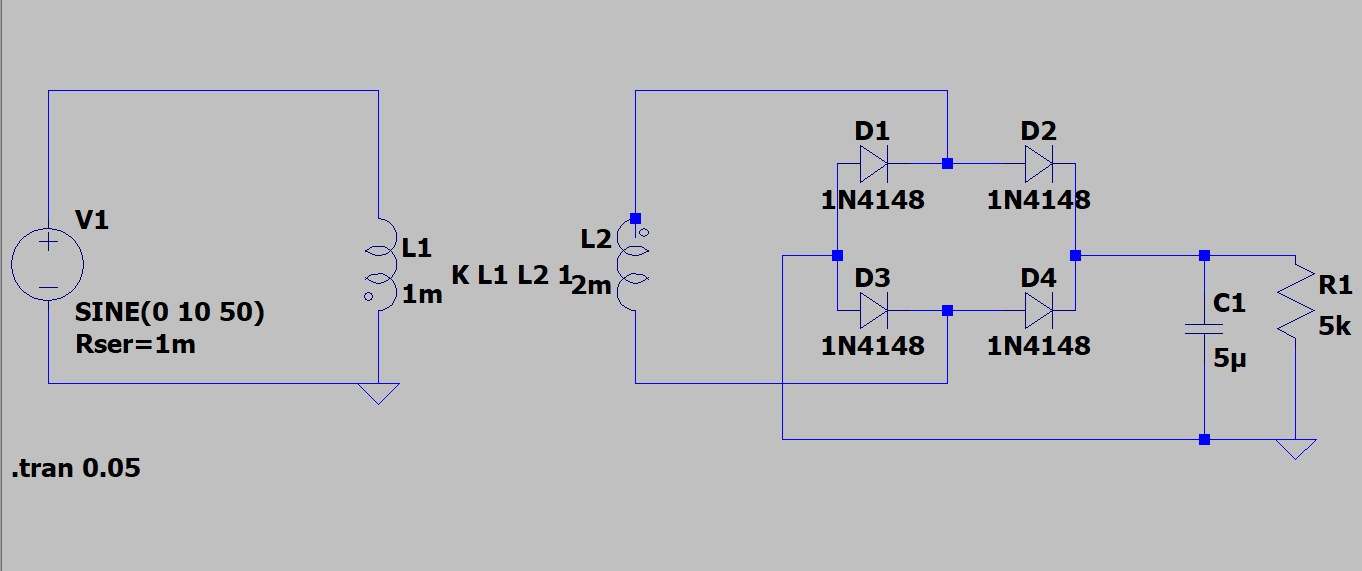 D1
D2
1N4148
1N4148
V1
L1
L2
K L1 L2 1
1m
2m
D3
D4
SINE(0 10 50)
Rser=1m
1N4148
1N4148
C1
R1
5k
5µ
.tran 0.05